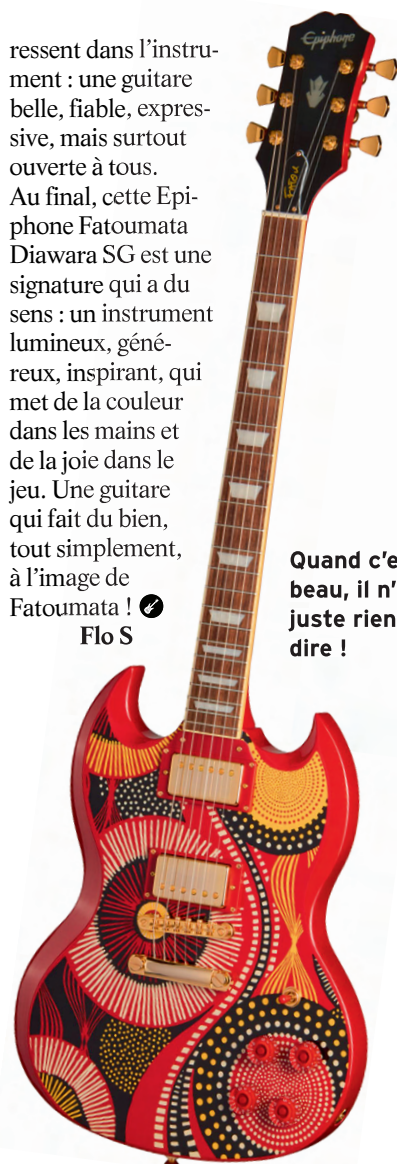 ressent dans l’instru-
ment : une guitare
belle, fiable, expres-
sive, mais surtout
ouverte à tous.
Au final, cette Epi-
phone Fatoumata
Diawara SG est une
signature qui a du
sens : un instrument
lumineux, géné-
reux, inspirant, qui
met de la couleur
dans les mains et
de la joie dans le
jeu. Une guitare
qui fait du bien,
tout simplement,
à l’image de
Fatoumata !
Flo S
Epiphone
Quand c’e
beau, il n’
juste rien
dire !